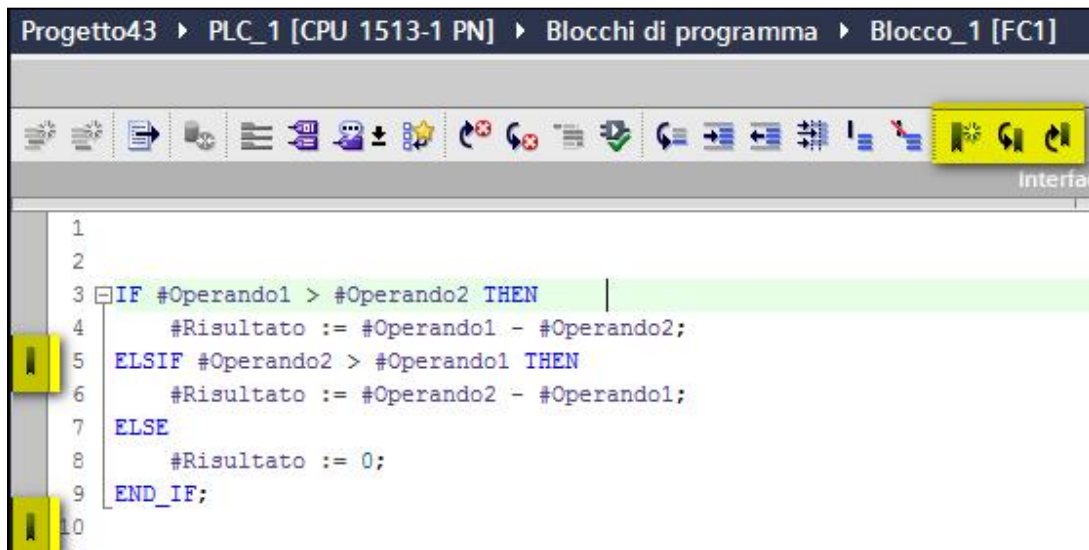 Progetto43 ▸ PLC_1 [CPU 1513-1 PN] ▸ Blocchi di programma ▸ Blocco_1 [FC1]
Interfa
1
2
3 IF #Operando1 > #Operando2 THEN
4 #Risultato := #Operando1 - #Operando2;
5 ELSIF #Operando2 > #Operando1 THEN
6 #Risultato := #Operando2 - #Operando1;
7 ELSE
8 #Risultato := 0;
9 END_IF;
10